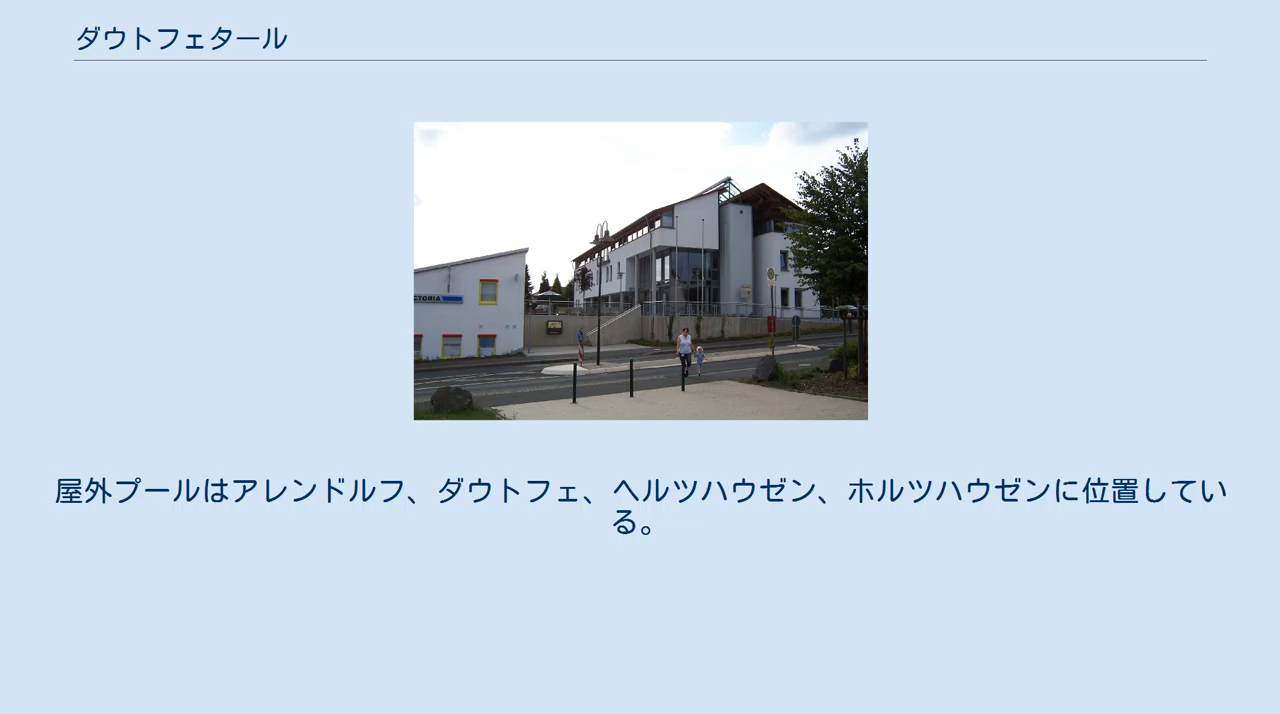 ダウトフェタール
CTORIA
屋外プールはアレンドルフ、ダウトフェ、ヘルツハウゼン、ホルツハウゼンに位置してい
る。